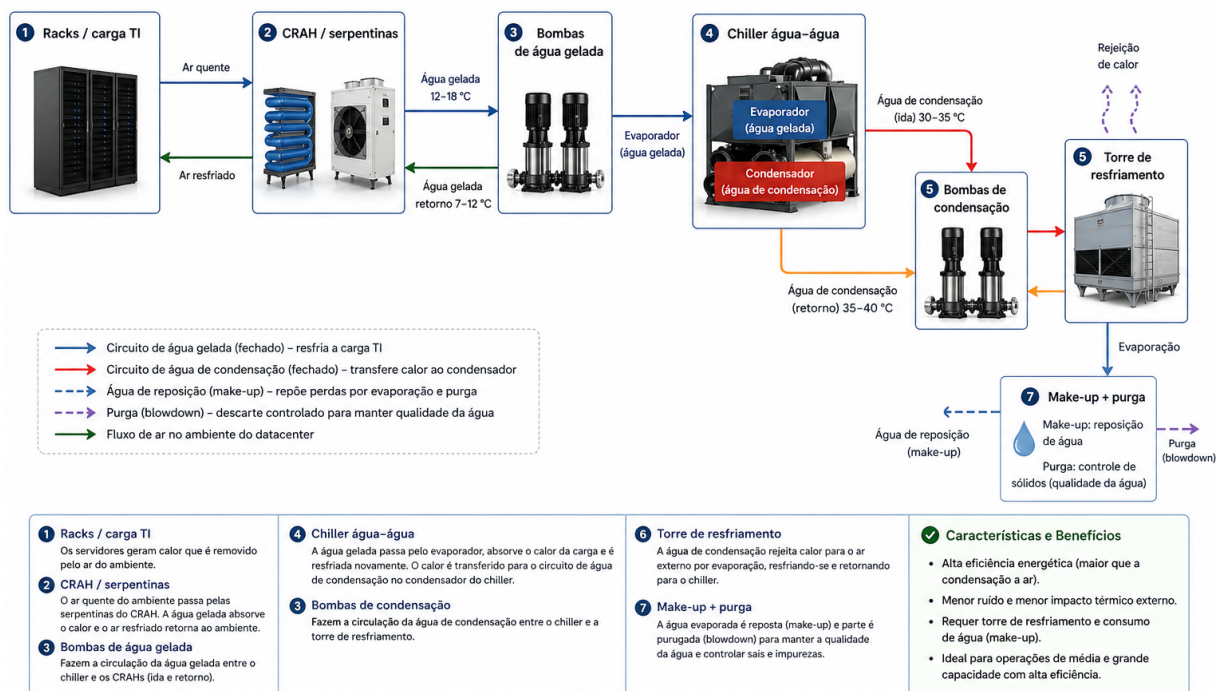 1 Racks / carga TI
Ar quente
Ar resfriado
2 CRAH / serpentinas
Água gelada
12–18 °C
Água gelada
retorno 7–12 °C
3 Bombas
de água gelada
Evaporador
(água gelada)
4 Chiller água–água
Evaporador
(água gelada)
Condensador
(água de condensação)
Água de condensação
(ida) 30–35 °C
Água de condensação
(retorno) 35–40 °C
5 Bombas de
condensação
Rejeição
de calor
5 Torre de
resfriamento
Evaporação
7 Make-up + purga
Make-up: reposição
de água
Purga: controle de
sólidos (qualidade da água)
Água de reposição
(make-up)
Purga
(blowdown)
Circuito de água gelada (fechado) – resfria a carga TI
Circuito de água de condensação (fechado) – transfere calor ao condensador
Água de reposição (make-up) – repõe perdas por evaporação e purga
Purga (blowdown) – descarte controlado para manter qualidade da água
Fluxo de ar no ambiente do datacenter
1 Racks / carga TI
Os servidores geram calor que é removido
pelo ar do ambiente.
2 CRAH / serpentinas
O ar quente do ambiente passa pelas
serpentinas do CRAH. A água gelada absorve
o calor e o ar resfriado retorna ao ambiente.
3 Bombas de água gelada
Fazem a circulação da água gelada entre o
chiller e os CRAHs (ida e retorno).
4 Chiller água–água
A água gelada passa pelo evaporador, absorve o calor da carga e é
resfriada novamente. O calor é transferido para o circuito de água
de condensação no condensador do chiller.
3 Bombas de condensação
Fazem a circulação da água de condensação entre o chiller e a
torre de resfriamento.
6 Torre de resfriamento
A água de condensação rejeita calor para o ar
externo por evaporação, resfriando-se e retornando
para o chiller.
7 Make-up + purga
A água evaporada é reposta (make-up) e parte é
purugada (blowdown) para manter a qualidade
da água e controlar sais e impurezas.
Características e Benefícios
• Alta eficiência energética (maior que a
condensação a ar).
• Menor ruído e menor impacto térmico externo.
• Requer torre de resfriamento e consumo
de água (make-up).
• Ideal para operações de média e grande
capacidade com alta eficiência.